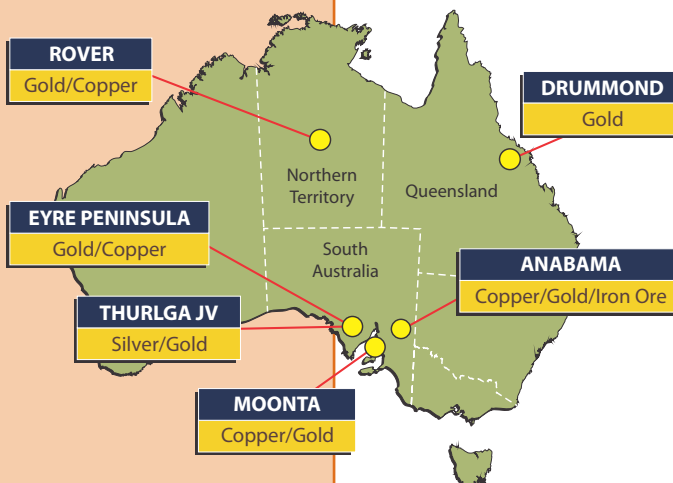 ROVER
Gold/Copper
DRUMMOND
Gold
Northern
Territory
Queensland
EYRE PENINSULA
Gold/Copper
South
Australia
ANABAMA
Copper/Gold/Iron Ore
THURLGA JV
Silver/Gold
MOONTA
Copper/Gold